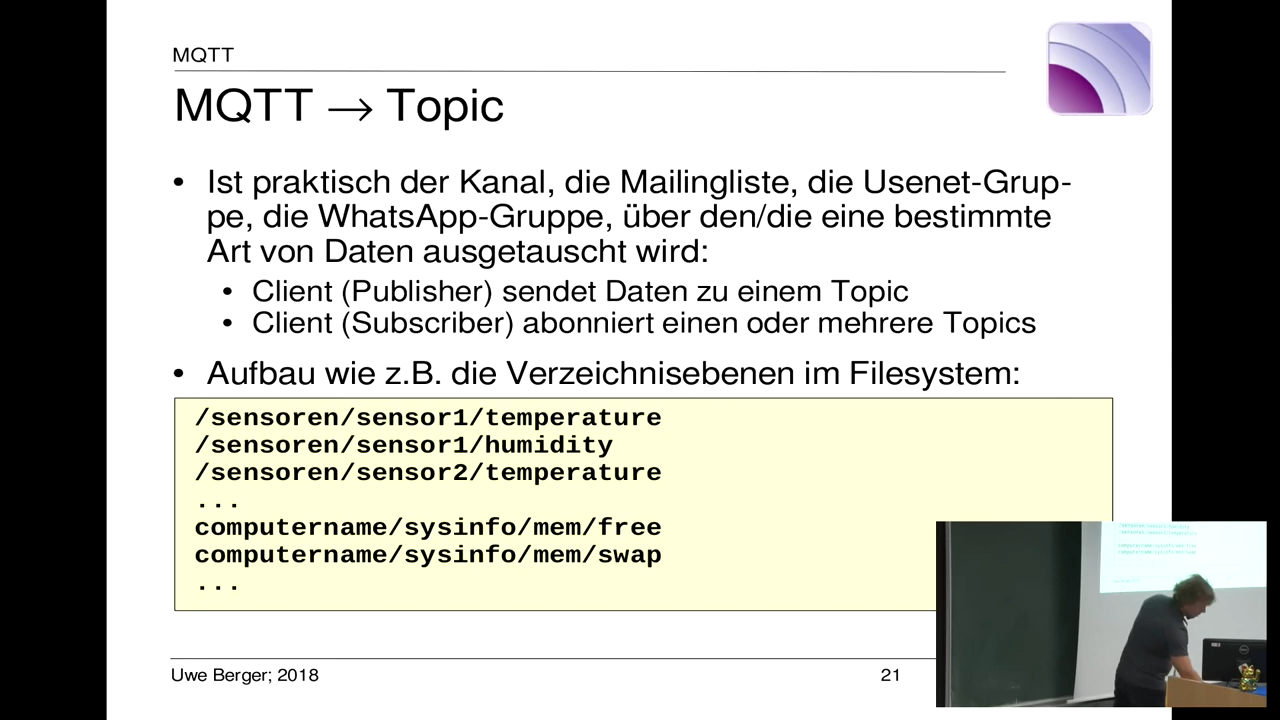 MQTT
MQTT → Topic
• Ist praktisch der Kanal, die Mailingliste, die Usenet-Grup-
pe, die WhatsApp-Gruppe, über den/die eine bestimmte
Art von Daten ausgetauscht wird:
• Client (Publisher) sendet Daten zu einem Topic
• Client (Subscriber) abonniert einen oder mehrere Topics
• Aufbau wie z.B. die Verzeichnisebenen im Filesystem:
/sensoren/sensor1/temperature
/sensoren/sensor1/humidity
/sensoren/sensor2/temperature
...
computername/sysinfo/mem/free
computername/sysinfo/mem/swap
...
Uwe Berger; 2018
21